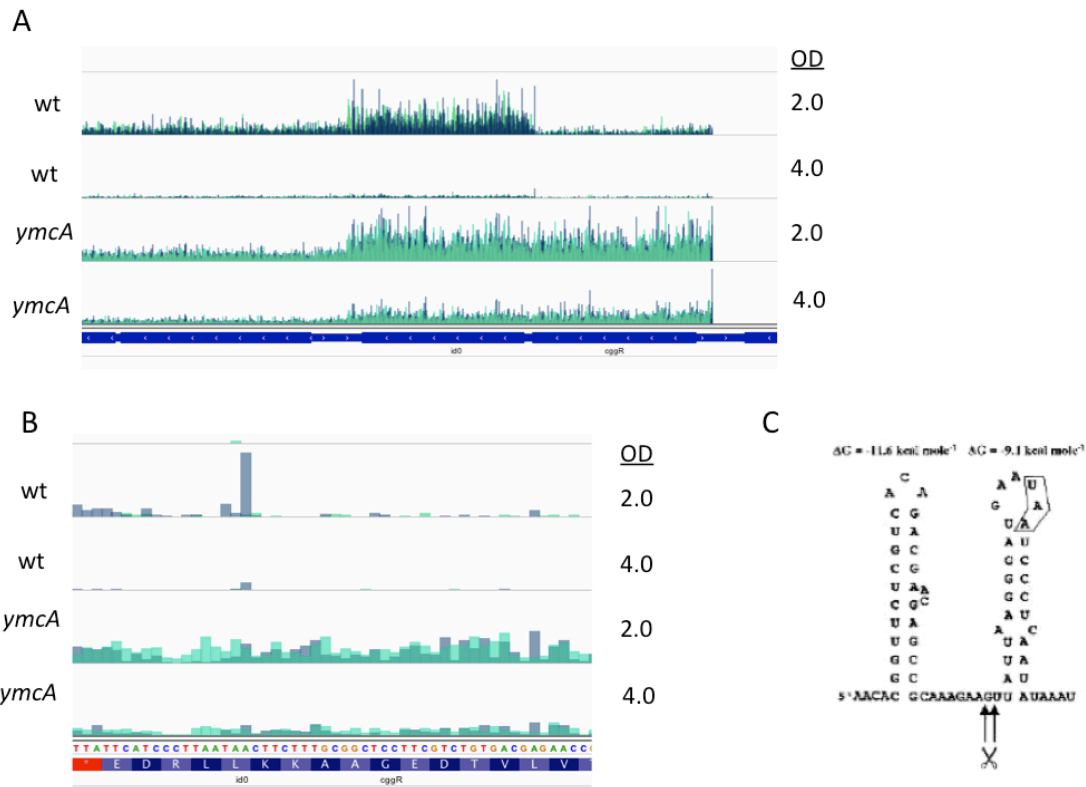 A
OD
wt
2.0
wt
4.0
ymcA
2.0
ymcA
4.0
id0
cggR
B
OD
wt
2.0
wt
4.0
ymcA
2.0
ymcA
4.0
TTATTCATCCCTTAATAACTTCTTTGCGGCTCCTTCGTCTGTGACGAGAACC
* E D R L L K K A A G E D T V L V
id0
cggR
C
ΔG = -11.6 kcal mole⁻¹
ΔG = -9.1 kcal mole⁻¹
5'AACAC GCAAAGAAGUU AUAAAU